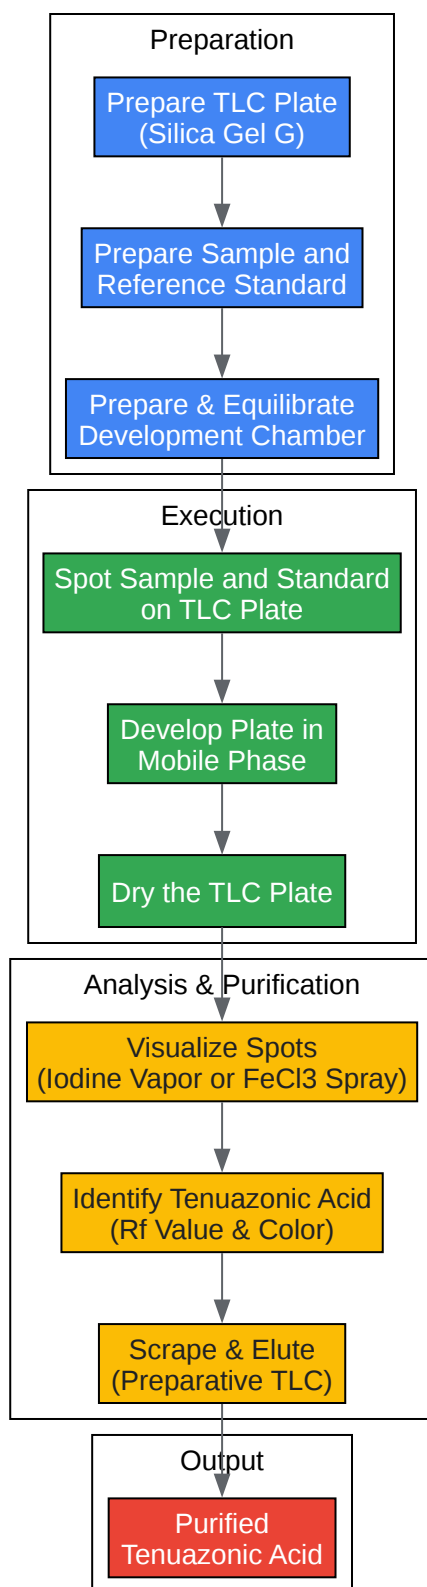 Preparation
Prepare TLC Plate
(Silica Gel G)
Prepare Sample and
Reference Standard
Prepare & Equilibrate
Development Chamber
Execution
Spot Sample and Standard
on TLC Plate
Develop Plate in
Mobile Phase
Dry the TLC Plate
Analysis & Purification
Visualize Spots
(Iodine Vapor or FeCl3 Spray)
Identify Tenuazonic Acid
(Rf Value & Color)
Scrape & Elute
(Preparative TLC)
Output
Purified
Tenuazonic Acid